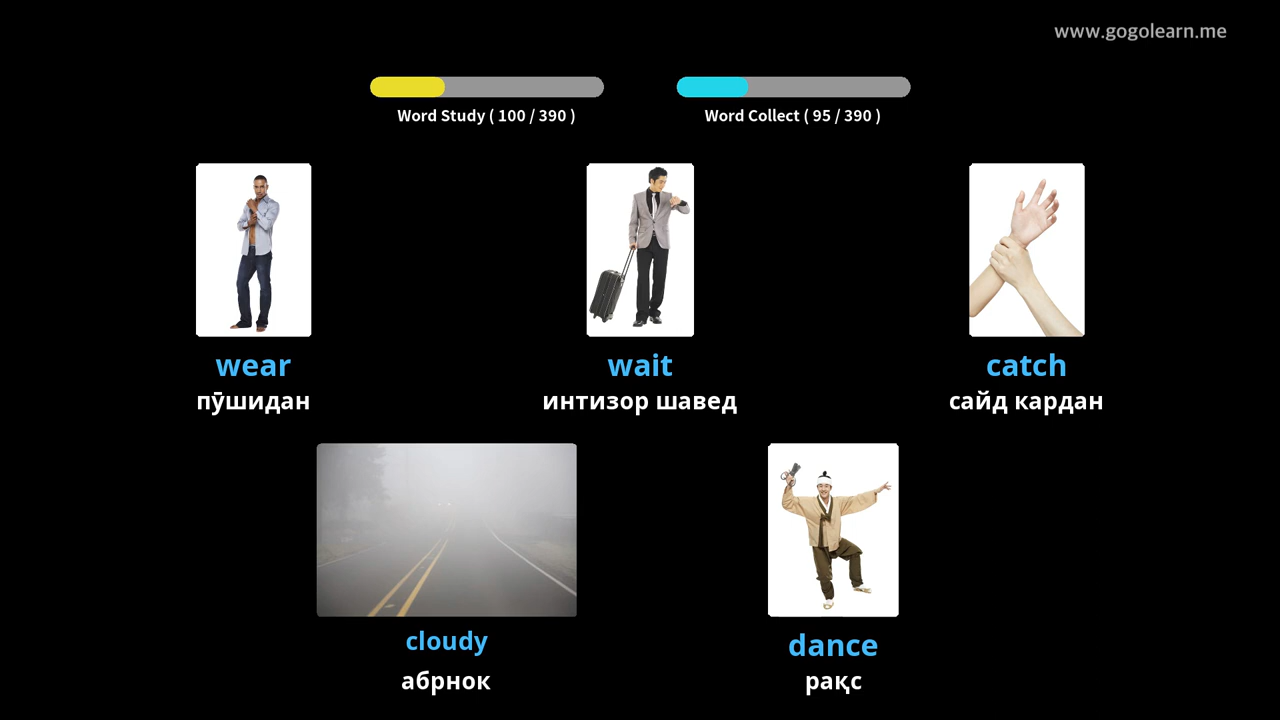 www.gogolearn.me
Word Study ( 100 / 390 )
Word Collect ( 95 / 390 )
wear
пӯшидан
wait
интизор шавед
catch
сайд кардан
cloudy
абрнок
dance
рақс